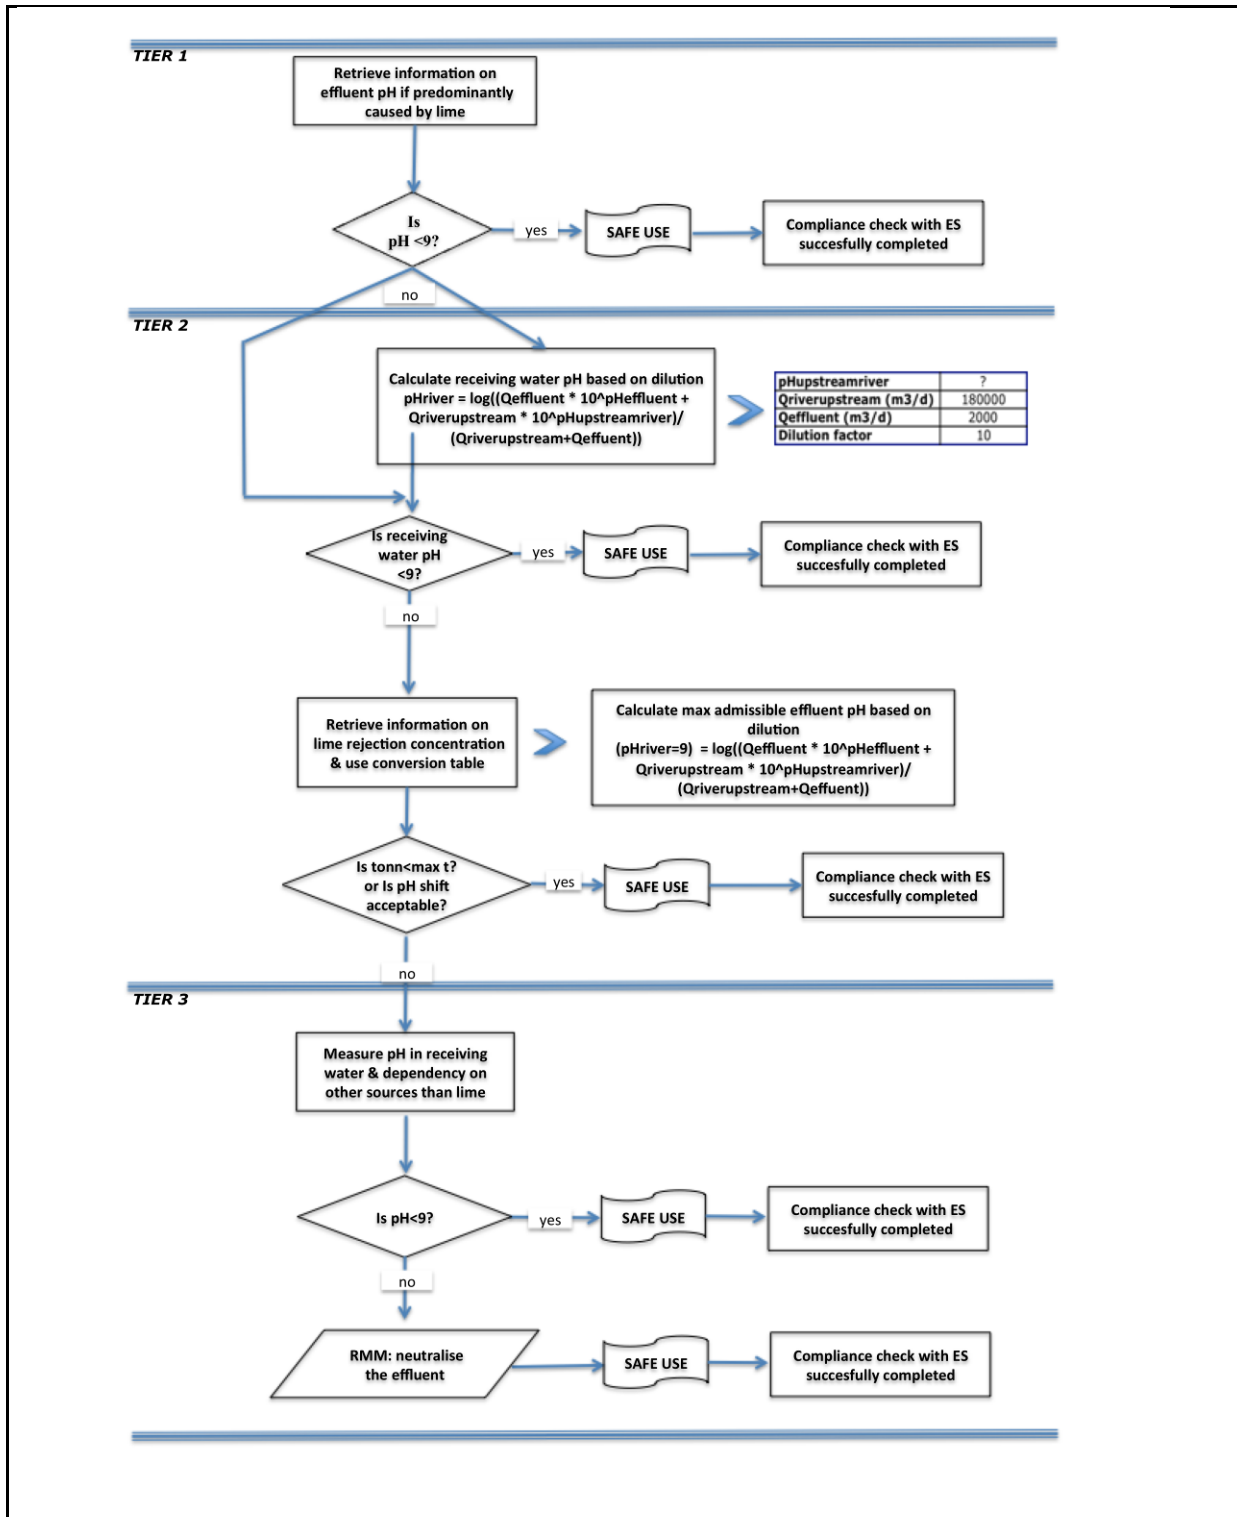 TIER 1
Retrieve information on
effluent pH if predominantly
caused by lime
Is
pH <9?
yes
SAFE USE
Compliance check with ES
succesfully completed
no
TIER 2
Calculate receiving water pH based on dilution
pHriver = log((Qeffluent * 10^pHeffluent +
Qriverupstream * 10^pHupstreamriver)/
(Qriverupstream+Qeffuent))
pHupstreamriver ?
Qriverupstream (m3/d) 180000
Qeffluent (m3/d) 2000
Dilution factor 10
Is receiving
water pH
<9?
yes
SAFE USE
Compliance check with ES
succesfully completed
no
Retrieve information on
lime rejection concentration
& use conversion table
Calculate max admissible effluent pH based on
dilution
(pHriver=9) = log((Qeffluent * 10^pHeffluent +
Qriverupstream * 10^pHupstreamriver)/
(Qriverupstream+Qeffuent))
Is tonn<max t?
or Is pH shift
acceptable?
yes
SAFE USE
Compliance check with ES
succesfully completed
no
TIER 3
Measure pH in receiving
water & dependency on
other sources than lime
Is pH<9?
yes
SAFE USE
Compliance check with ES
succesfully completed
no
RMM: neutralise
the effluent
SAFE USE
Compliance check with ES
succesfully completed